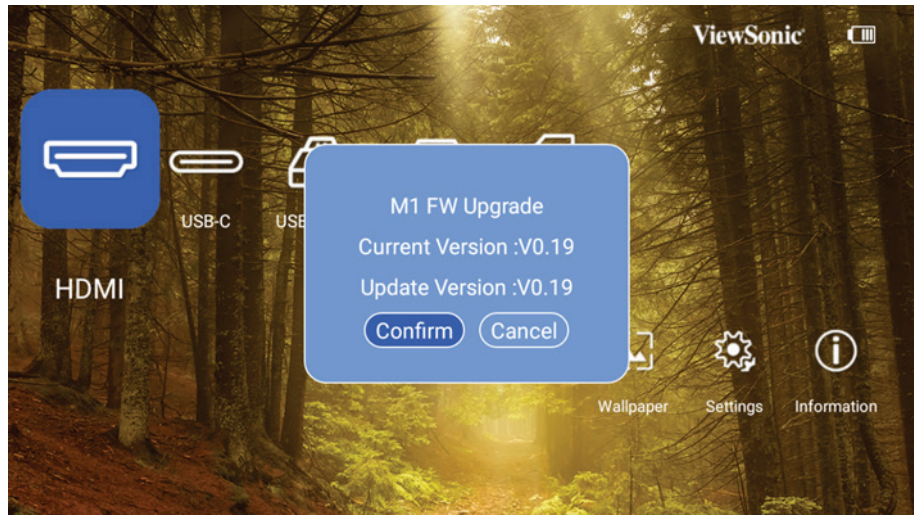 ViewSonic
USB-C
USB
HDMI
M1 FW Upgrade
Current Version :V0.19
Update Version :V0.19
Confirm Cancel
Wallpaper Settings Information